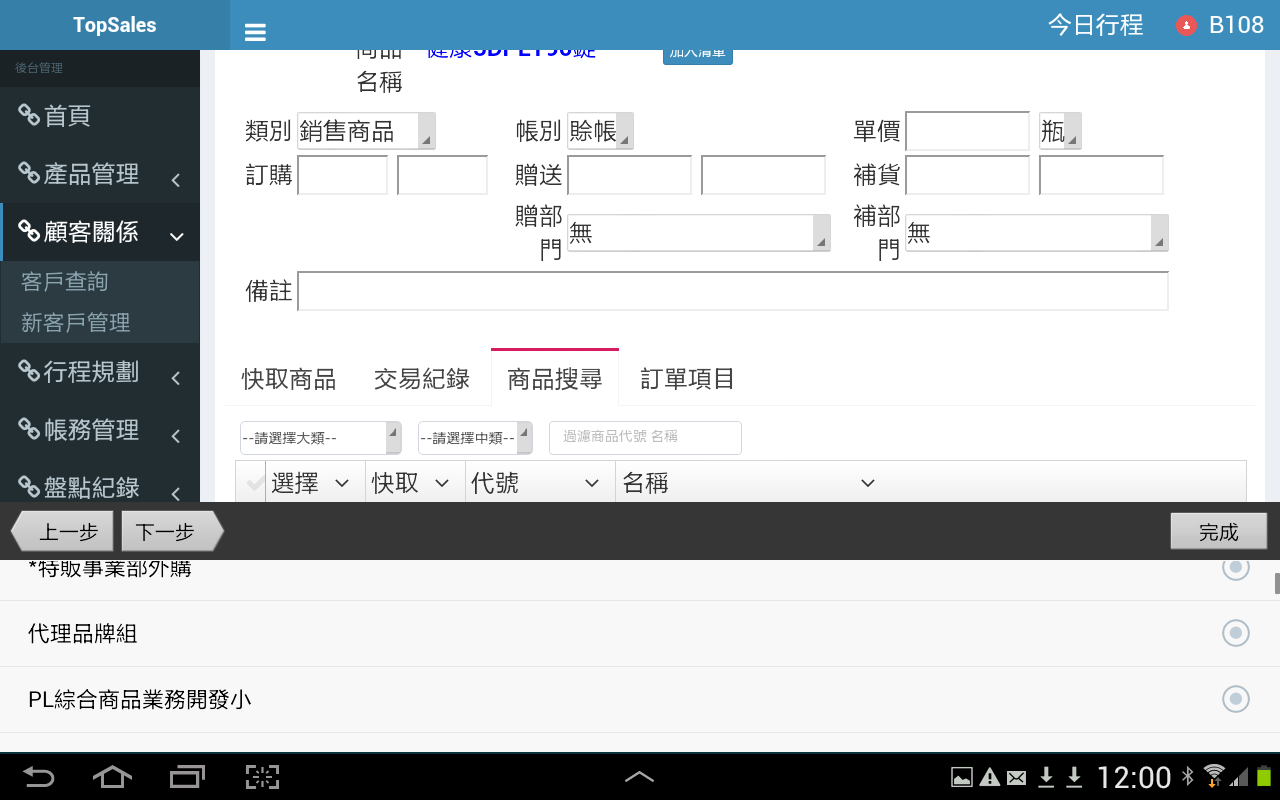 TopSales
今日行程
B108
後台管理
首頁
產品管理
顧客關係
客戶查詢
新客戶管理
行程規劃
帳務管理
盤點紀錄
商品
名稱
加入清單
類別 銷售商品 帳別 賒帳 單價 瓶
訂購 贈送 補貨
贈部門 無 補部門 無
備註
快取商品 交易紀錄 商品搜尋 訂單項目
--請選擇大類-- --請選擇中類-- 過濾商品代號 名稱
選擇 快取 代號 名稱
上一步 下一步 完成
*特販事業部外購
代理品牌組
PL綜合商品業務開發小
12:00